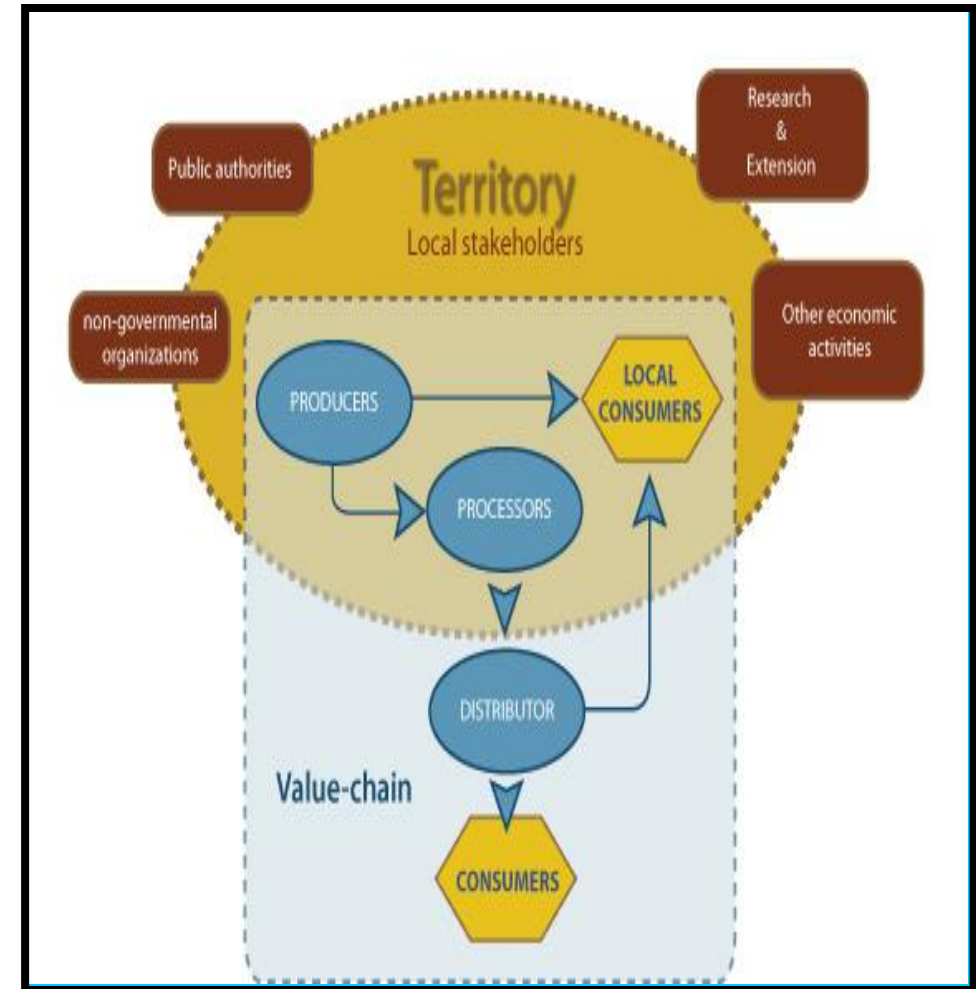 Research
&
Extension
Public authorities
Territory
Local stakeholders
non-governmental
organizations
Other economic
activities
PRODUCERS
LOCAL
CONSUMERS
PROCESSORS
DISTRIBUTOR
Value-chain
CONSUMERS